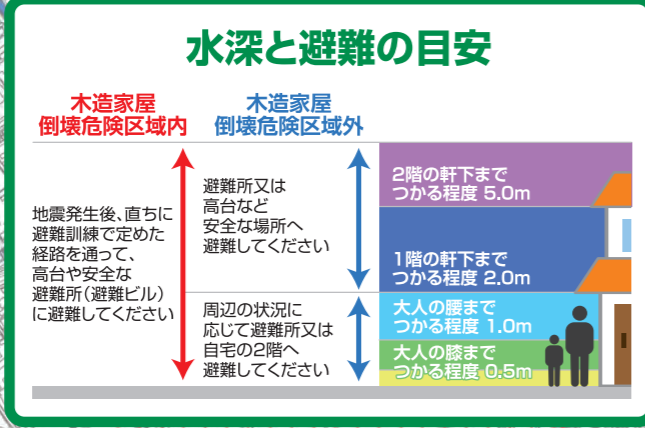 水深と避難の目安
木造家屋
倒壊危険区域内
木造家屋
倒壊危険区域外
地震発生後、直ちに
避難訓練で定めた
経路を通って、
高台や安全な
避難所(避難ビル)
に避難してください
避難所又は
高台など
安全な場所へ
避難してください
周辺の状況に
応じて避難所又は
自宅の2階へ
避難してください
2階の軒下まで
つかる程度 5.0m
1階の軒下まで
つかる程度 2.0m
大人の腰まで
つかる程度 1.0m
大人の膝まで
つかる程度 0.5m